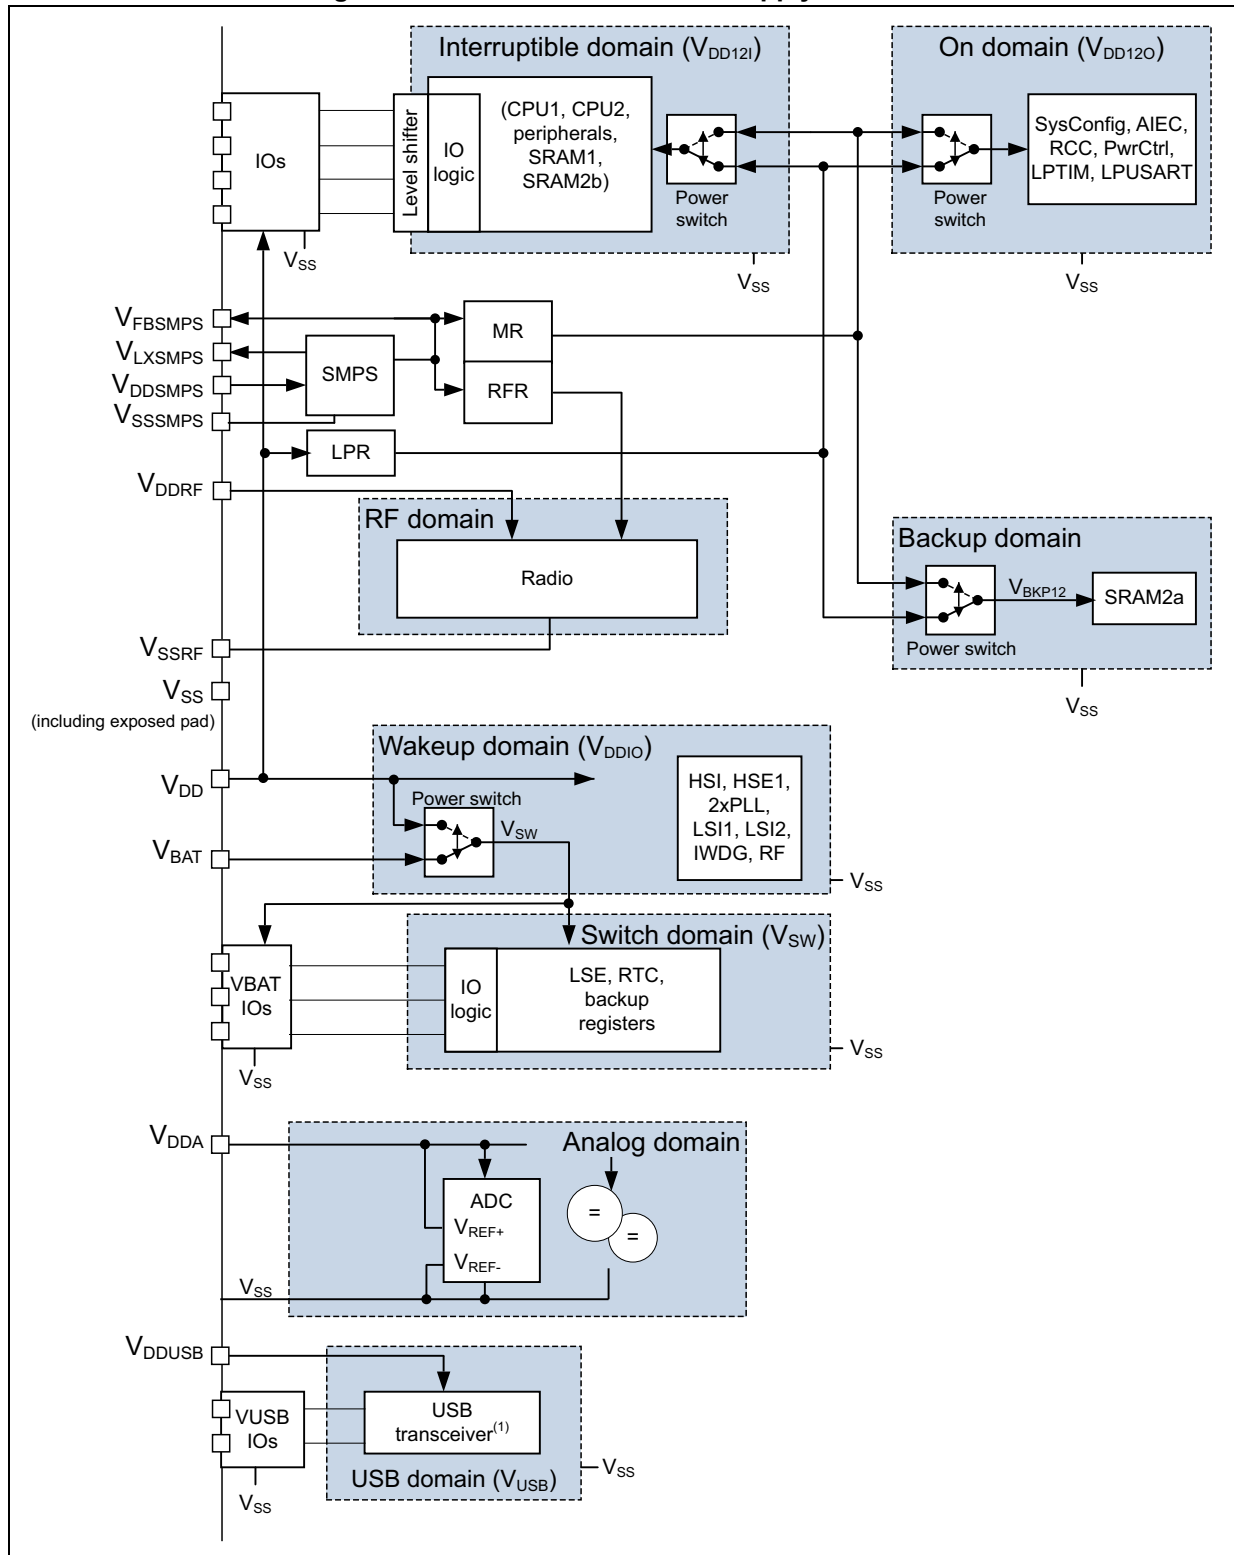 Interruptible domain (VDD12I)
On domain (VDD12O)
IOs
Level shifter
IO
logic
(CPU1, CPU2,
peripherals,
SRAM1,
SRAM2b)
Power
switch
Power
switch
SysConfig, AIEC,
RCC, PwrCtrl,
LPTIM, LPUSART
VSS
VSS
VSS
VFBSMPS
VLXSMPS
VDDSMPS
VSSSMPS
SMPS
MR
RFR
LPR
VDDRF
RF domain
Radio
VSSRF
Backup domain
VBKP12
SRAM2a
Power switch
VSS
VSS
(including exposed pad)
Wakeup domain (VDDIO)
VDD
Power switch
VSW
VBAT
HSI, HSE1,
2xPLL,
LSI1, LSI2,
IWDG, RF
VSS
Switch domain (VSW)
VBAT
IOs
IO
logic
LSE, RTC,
backup
registers
VSS
VSS
VDDA
Analog domain
ADC
VREF+
VREF-
=
=
VSS
VDDUSB
VUSB
IOs
USB
transceiver(1)
USB domain (VUSB)
VSS
VSS